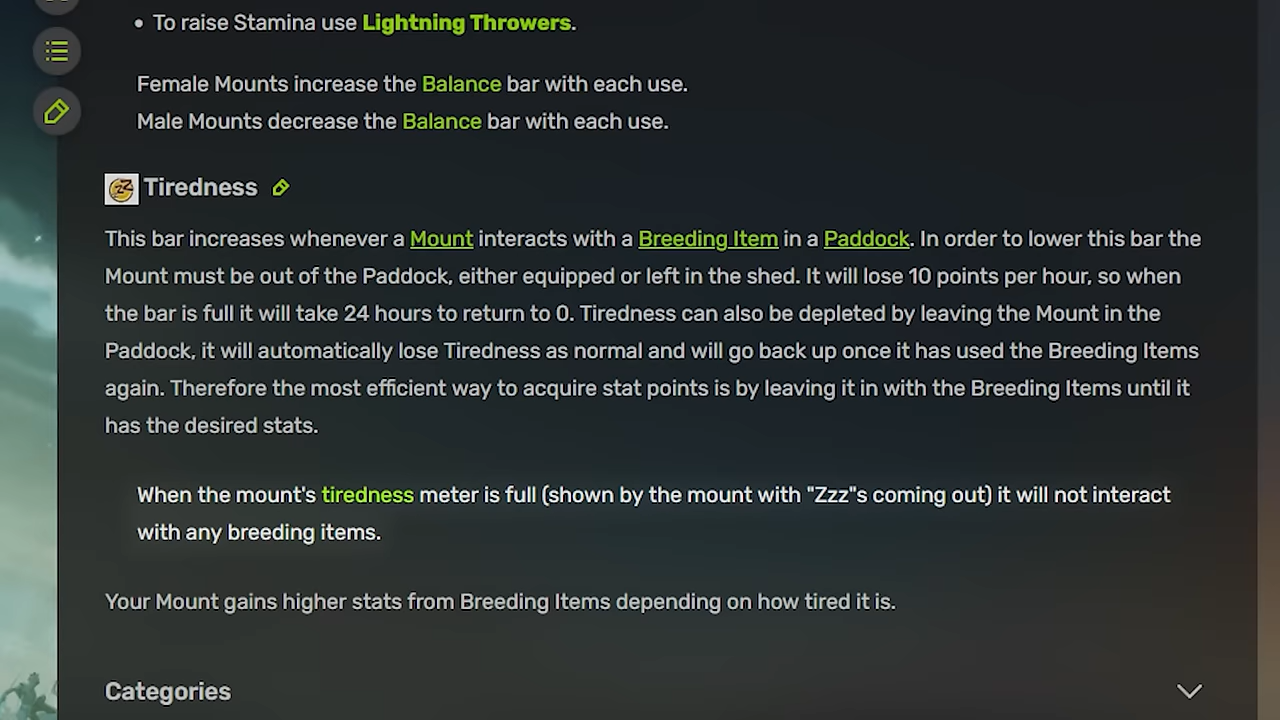 • To raise Stamina use Lightning Throwers.
Female Mounts increase the Balance bar with each use.
Male Mounts decrease the Balance bar with each use.
Tiredness
This bar increases whenever a Mount interacts with a Breeding Item in a Paddock. In order to lower this bar the
Mount must be out of the Paddock, either equipped or left in the shed. It will lose 10 points per hour, so when
the bar is full it will take 24 hours to return to 0. Tiredness can also be depleted by leaving the Mount in the
Paddock, it will automatically lose Tiredness as normal and will go back up once it has used the Breeding Items
again. Therefore the most efficient way to acquire stat points is by leaving it in with the Breeding Items until it
has the desired stats.
When the mount's tiredness meter is full (shown by the mount with "Zzz"s coming out) it will not interact
with any breeding items.
Your Mount gains higher stats from Breeding Items depending on how tired it is.
Categories